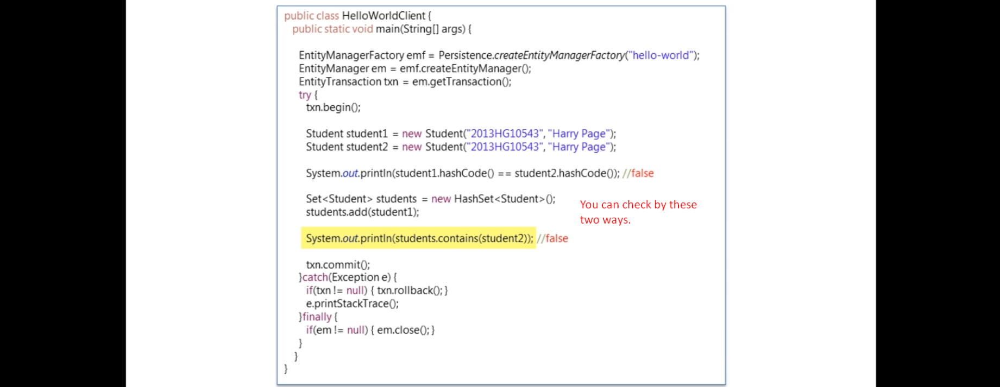 public class HelloWorldClient {
public static void main(String[] args) {
EntityManagerFactory emf = Persistence.createEntityManagerFactory("hello-world");
EntityManager em = emf.createEntityManager();
EntityTransaction txn = em.getTransaction();
try {
txn.begin();
Student student1 = new Student("2013HG10543", "Harry Page");
Student student2 = new Student("2013HG10543", "Harry Page");
System.out.println(student1.hashCode() == student2.hashCode()); //false
Set<Student> students = new HashSet<Student>();
students.add(student1);
You can check by these
two ways.
System.out.println(students.contains(student2)); //false
txn.commit();
}catch(Exception e) {
if(txn != null) { txn.rollback(); }
e.printStackTrace();
}finally {
if(em != null) { em.close(); }
}
}
}